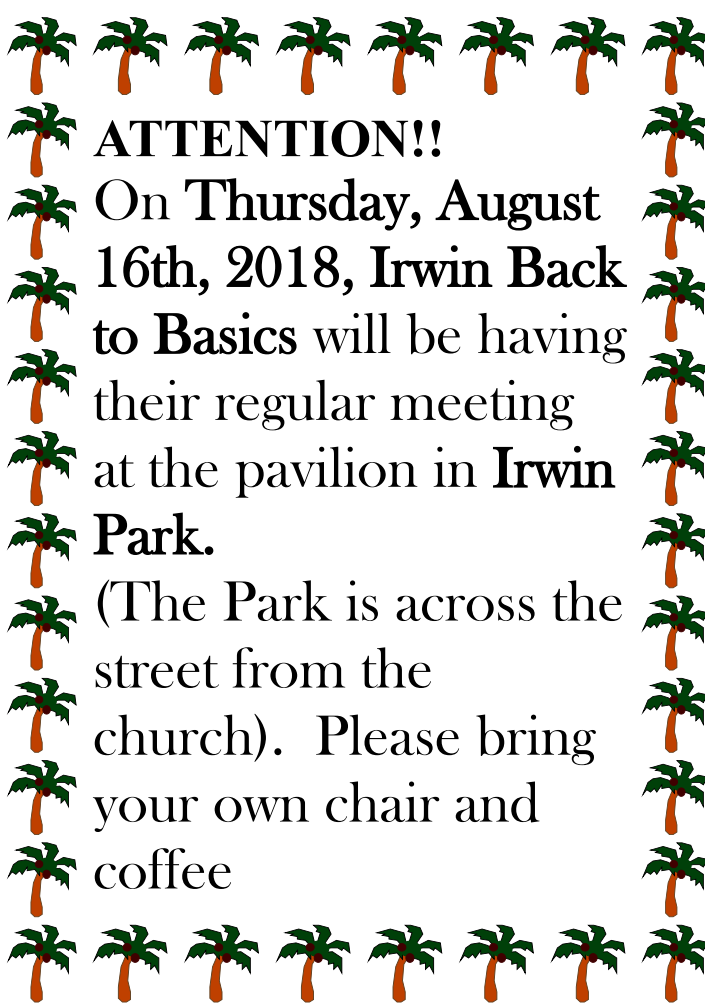 ATTENTION!!
On Thursday, August
16th, 2018, Irwin Back
to Basics will be having
their regular meeting
at the pavilion in Irwin
Park.
(The Park is across the
street from the
church).  Please bring
your own chair and
coffee